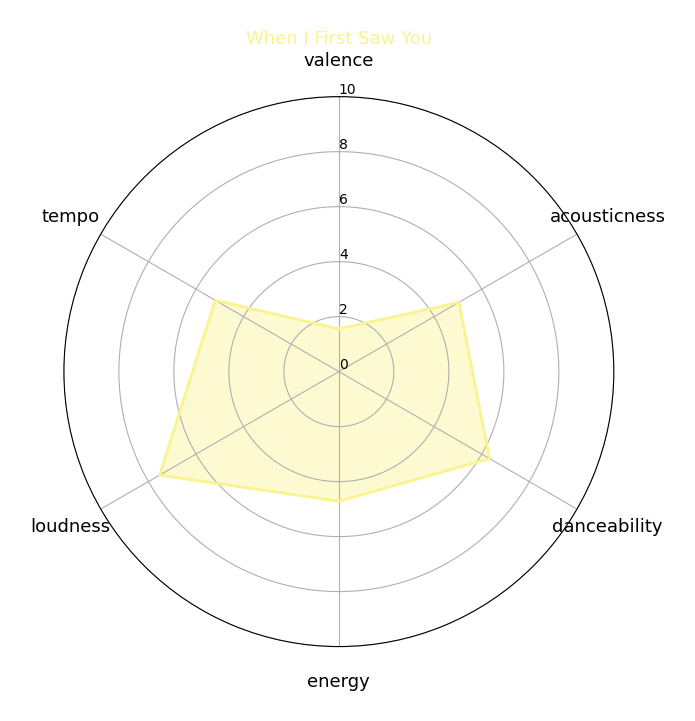 When I First Saw You
valence
10
8
6
4
2
0
tempo
acousticness
loudness
danceability
energy